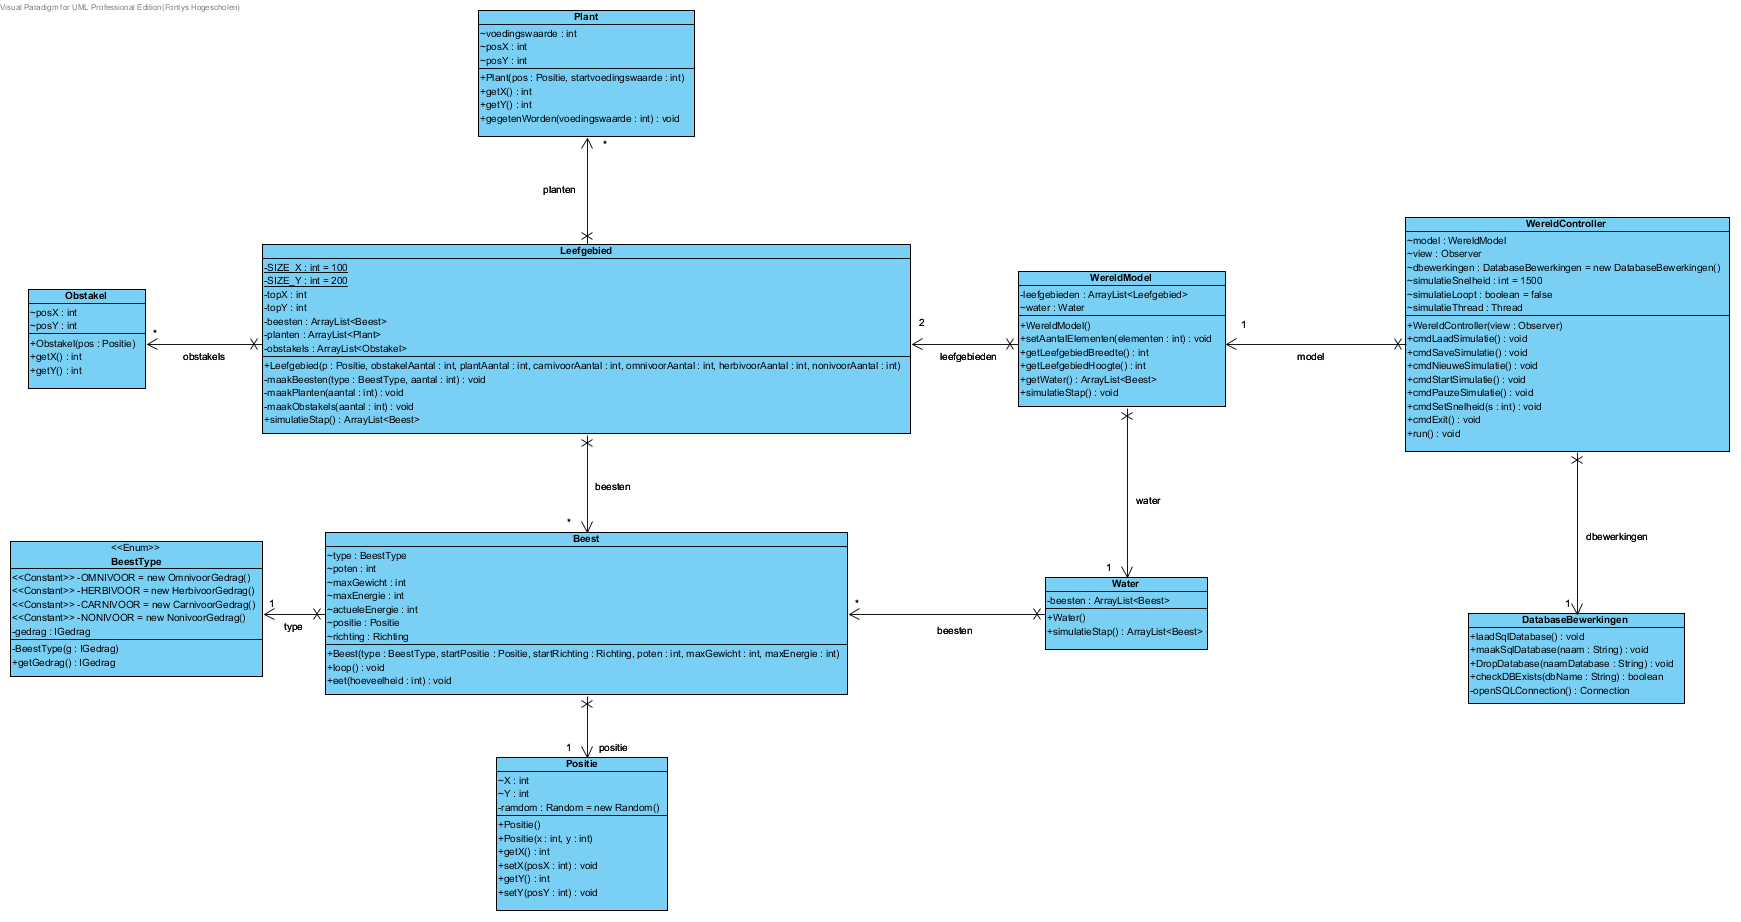 Visual Paradigm for UML Professional Edition(Fontys Hogescholen)
Plant
~voedingswaarde : int
~posX : int
~posY : int
+Plant(pos : Positie, startvoedingswaarde : int)
+getX() : int
+getY() : int
+gegetenWorden(voedingswaarde : int) : void
*
planten
Leefgebied
-SIZE_X : int = 100
-SIZE_Y : int = 200
-topX : int
-topY : int
-beesten : ArrayList<Beest>
-planten : ArrayList<Plant>
-obstakels : ArrayList<Obstakel>
+Leefgebied(p : Positie, obstakelAantal : int, plantAantal : int, carnivoorAantal : int, omnivoorAantal : int, herbivoorAantal : int, nonivoorAantal : int)
-maakBeesten(type : BeestType, aantal : int) : void
-maakPlanten(aantal : int) : void
-maakObstakels(aantal : int) : void
+simulatieStap() : ArrayList<Beest>
Obstakel
~posX : int
~posY : int
+Obstakel(pos : Positie)
+getX() : int
+getY() : int
*
obstakels
2
leefgebieden
WereldModel
-leefgebieden : ArrayList<Leefgebied>
~water : Water
+WereldModel()
+setAantalElementen(elementen : int) : void
+getLeefgebiedBreedte() : int
+getLeefgebiedHoogte() : int
+getWater() : ArrayList<Beest>
+simulatieStap() : void
1
model
WereldController
~model : WereldModel
~view : Observer
~dbewerkingen : DatabaseBewerkingen = new DatabaseBewerkingen()
~simulatieSnelheid : int = 1500
~simulatieLoopt : boolean = false
~simulatieThread : Thread
+WereldController(view : Observer)
+cmdLaadSimulatie() : void
+cmdSaveSimulatie() : void
+cmdNieuweSimulatie() : void
+cmdStartSimulatie() : void
+cmdPauzeSimulatie() : void
+cmdSetSnelheid(s : int) : void
+cmdExit() : void
+run() : void
beesten
*
water
1
dbewerkingen
1
<<Enum>>
BeestType
<<Constant>> -OMNIVOOR = new OmnivoorGedrag()
<<Constant>> -HERBIVOOR = new HerbivoorGedrag()
<<Constant>> -CARNIVOOR = new CarnivoorGedrag()
<<Constant>> -NONIVOOR = new NonivoorGedrag()
-gedrag : IGedrag
-BeestType(g : IGedrag)
+getGedrag() : IGedrag
1
type
Beest
~type : BeestType
~poten : int
~maxGewicht : int
~maxEnergie : int
~actueleEnergie : int
~positie : Positie
~richting : Richting
+Beest(type : BeestType, startPositie : Positie, startRichting : Richting, poten : int, maxGewicht : int, maxEnergie : int)
+loop() : void
+eet(hoeveelheid : int) : void
*
beesten
Water
-beesten : ArrayList<Beest>
+Water()
+simulatieStap() : ArrayList<Beest>
DatabaseBewerkingen
+laadSqlDatabase() : void
+maakSqlDatabase(naam : String) : void
+DropDatabase(naamDatabase : String) : void
+checkDBExists(dbName : String) : boolean
-openSQLConnection() : Connection
1
positie
Positie
~X : int
~Y : int
-ramdom : Random = new Random()
+Positie()
+Positie(x : int, y : int)
+getX() : int
+setX(posX : int) : void
+getY() : int
+setY(posY : int) : void